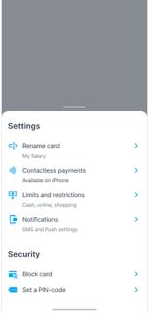 Settings
Rename card
My Salary
Contactless payments
Available on iPhone
Limits and restrictions
Cash, online, shopping
Notifications
SMS and Push settings
Security
Block card
Set a PIN-code